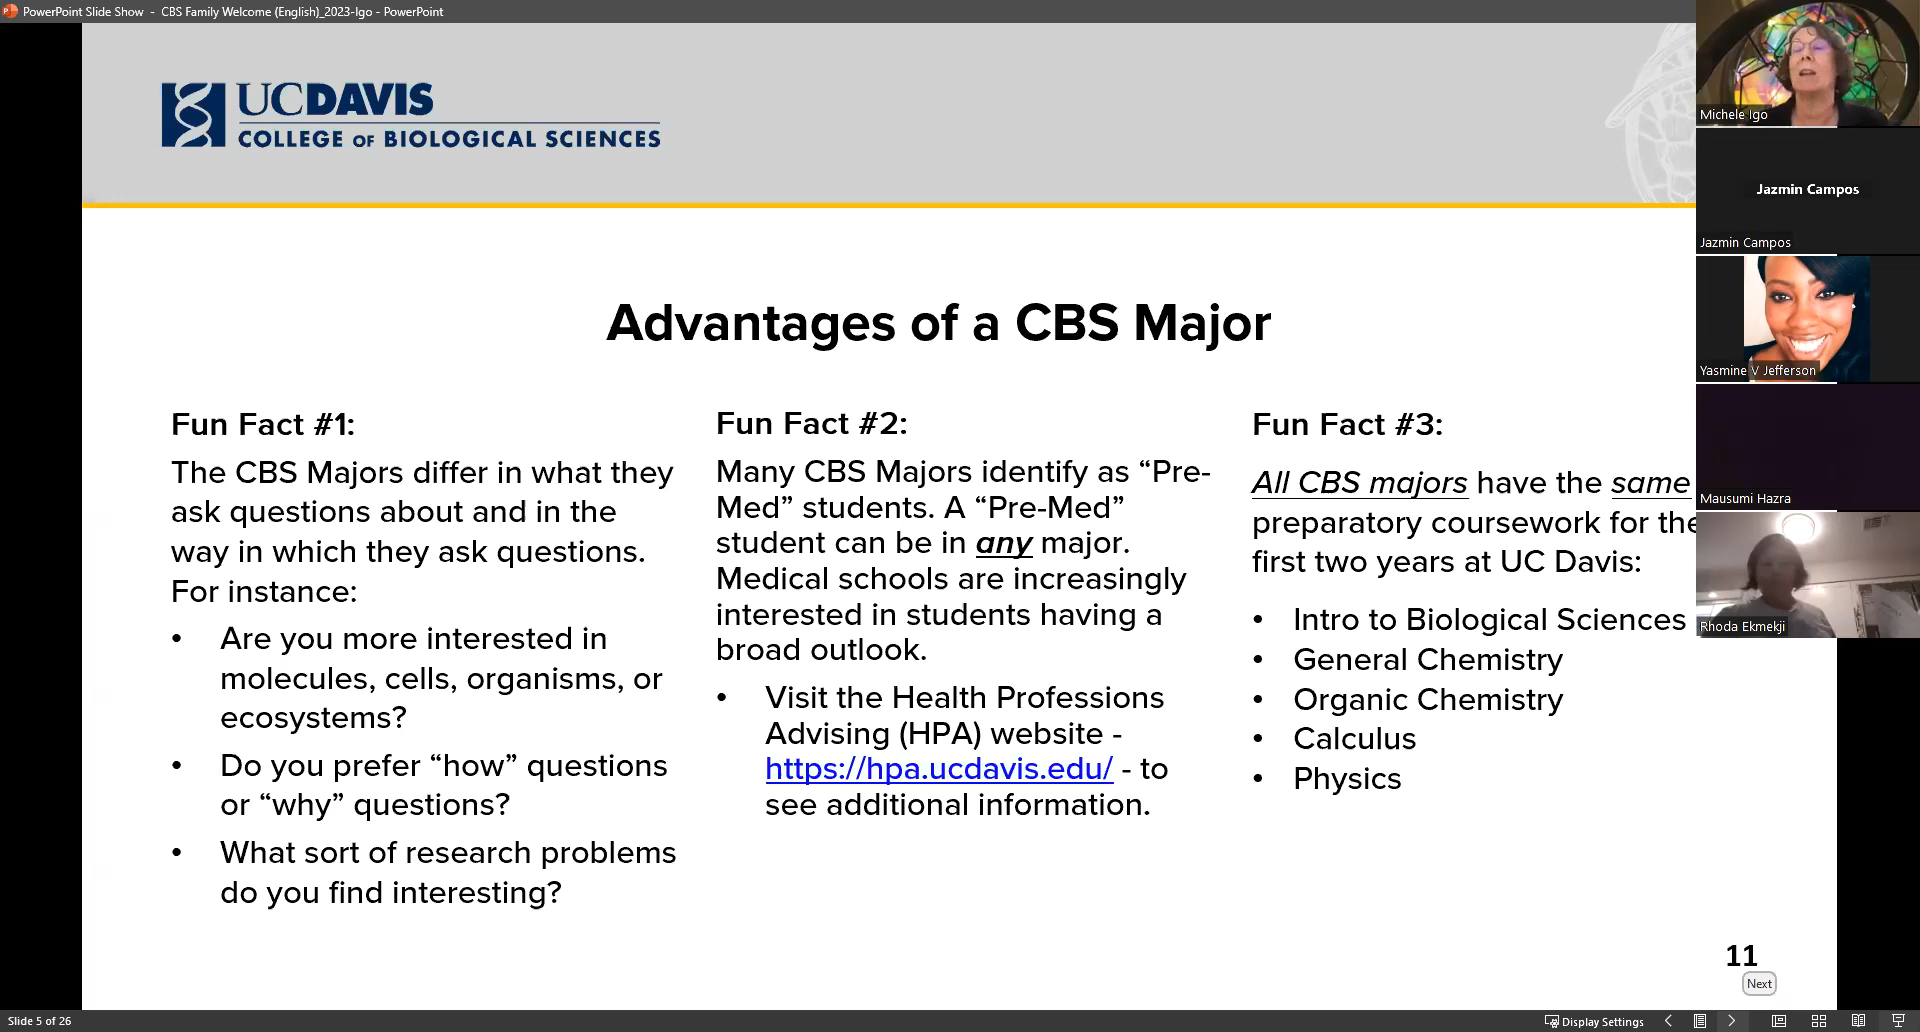 PowerPoint Slide Show - CBS Family Welcome (English)_2023-Igo - PowerPoint
UCDAVIS
COLLEGE OF BIOLOGICAL SCIENCES
Advantages of a CBS Major
Fun Fact #1:
The CBS Majors differ in what they
ask questions about and in the
way in which they ask questions.
For instance:
• Are you more interested in
molecules, cells, organisms, or
ecosystems?
• Do you prefer “how” questions
or “why” questions?
• What sort of research problems
do you find interesting?
Fun Fact #2:
Many CBS Majors identify as “Pre-
Med” students. A “Pre-Med”
student can be in any major.
Medical schools are increasingly
interested in students having a
broad outlook.
• Visit the Health Professions
Advising (HPA) website -
https://hpa.ucdavis.edu/ - to
see additional information.
Fun Fact #3:
All CBS majors have the same
preparatory coursework for the
first two years at UC Davis:
• Intro to Biological Sciences
• General Chemistry
• Organic Chemistry
• Calculus
• Physics
11
Next
Michele Igo
Jazmin Campos
Jazmin Campos
Yasmine V Jefferson
Mausumi Hazra
Rhoda Ekmekji
Slide 5 of 26
Display Settings